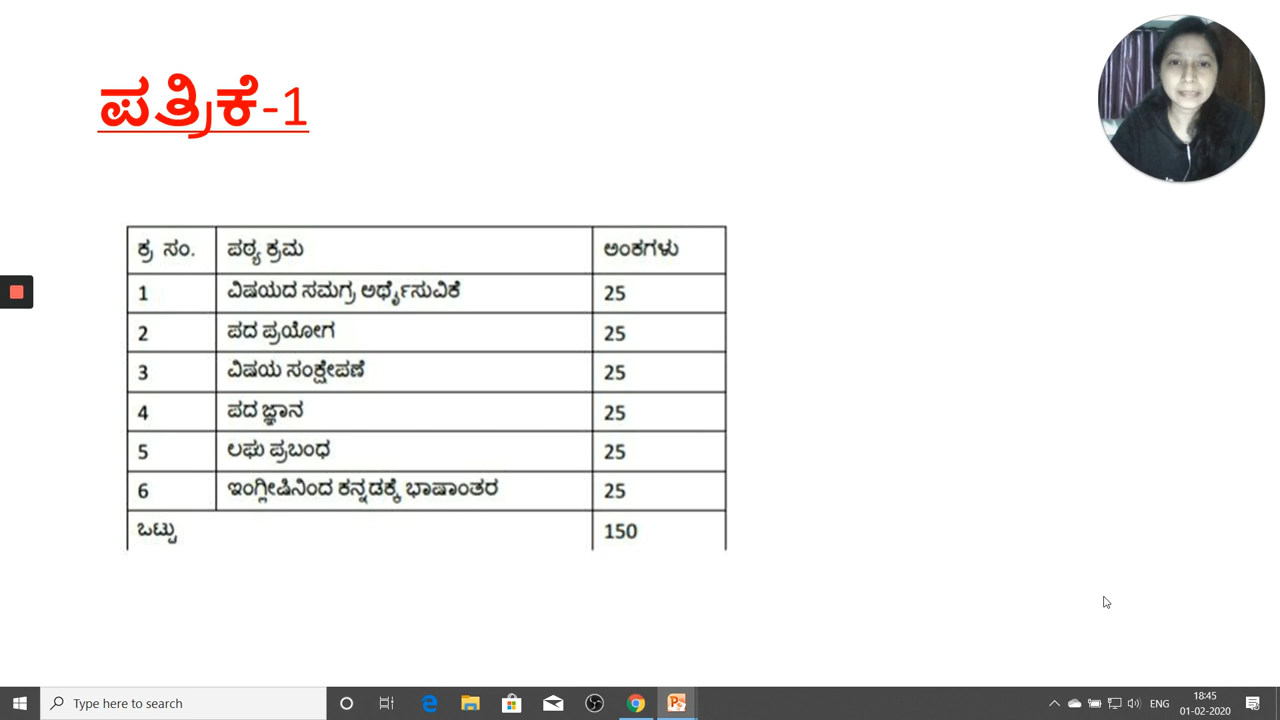 ಪತ್ರಿಕೆ-1
ಕ್ರ ಸಂ. ಪಠ್ಯ ಕ್ರಮ ಅಂಕಗಳು
1 ವಿಷಯದ ಸಮಗ್ರ ಅರ್ಥೈಸುವಿಕೆ 25
2 ಪದ ಪ್ರಯೋಗ 25
3 ವಿಷಯ ಸಂಕ್ಷೇಪಣೆ 25
4 ಪದ ಜ್ಞಾನ 25
5 ಲಘು ಪ್ರಬಂಧ 25
6 ಇಂಗ್ಲೀಷಿನಿಂದ ಕನ್ನಡಕ್ಕೆ ಭಾಷಾಂತರ 25
ಒಟ್ಟು 150
Type here to search
ENG
18:45
01-02-2020